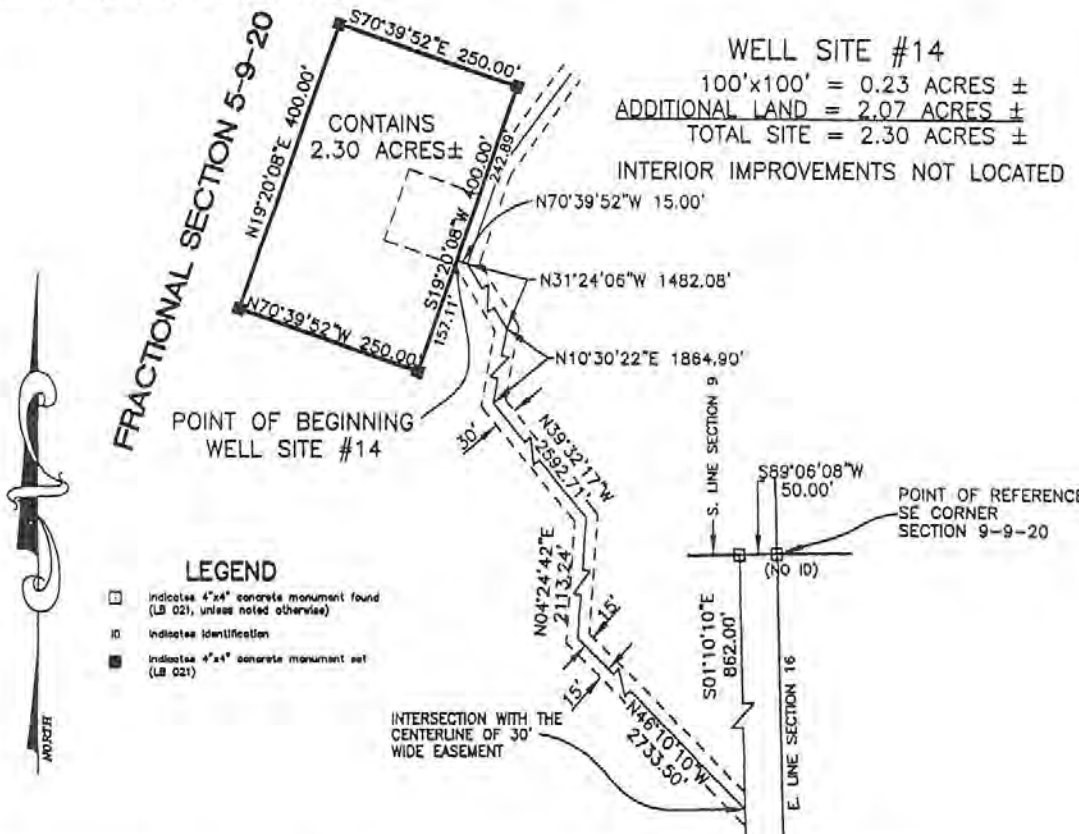 FRACTIONAL SECTION 5-9-20
S70°39'52"E 250.00'
N19°20'08"E 400.00'
CONTAINS
2.30 ACRES±
S19°20'08"W 400.00'
242.89'
157.11'
N70°39'52"W 250.00'
WELL SITE #14
100'x100' = 0.23 ACRES ±
ADDITIONAL LAND = 2.07 ACRES ±
TOTAL SITE = 2.30 ACRES ±
INTERIOR IMPROVEMENTS NOT LOCATED
N70°39'52"W 15.00'
N31°24'06"W 1482.08'
N10°30'22"E 1864.90'
POINT OF BEGINNING
WELL SITE #14
30'
N39°32'17"W
2592.71'
S. LINE SECTION 9
S89°06'08"W
50.00'
POINT OF REFERENCE
SE CORNER
SECTION 9-9-20
(NO ID)
N04°24'42"E
2113.24'
15'
15'
S01°10'10"E
862.00'
E. LINE SECTION 16
N46°10'10"W
2733.50'
INTERSECTION WITH THE
CENTERLINE OF 30'
WIDE EASEMENT
LEGEND
indicates 4"x4" concrete monument found
(LB 021, unless noted otherwise)
ID indicates identification
indicates 4"x4" concrete monument set
(LB 021)
NORTH